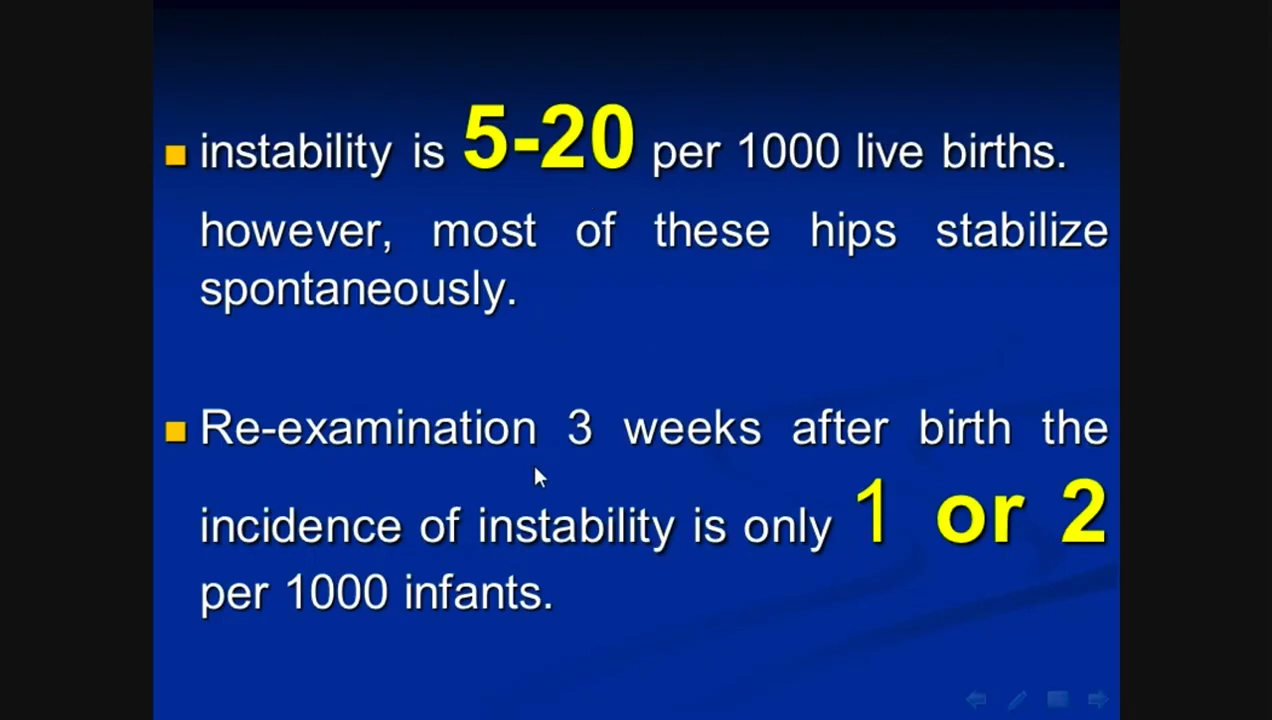 instability is 5-20 per 1000 live births.
however, most of these hips stabilize
spontaneously.
Re-examination 3 weeks after birth the
incidence of instability is only 1 or 2
per 1000 infants.